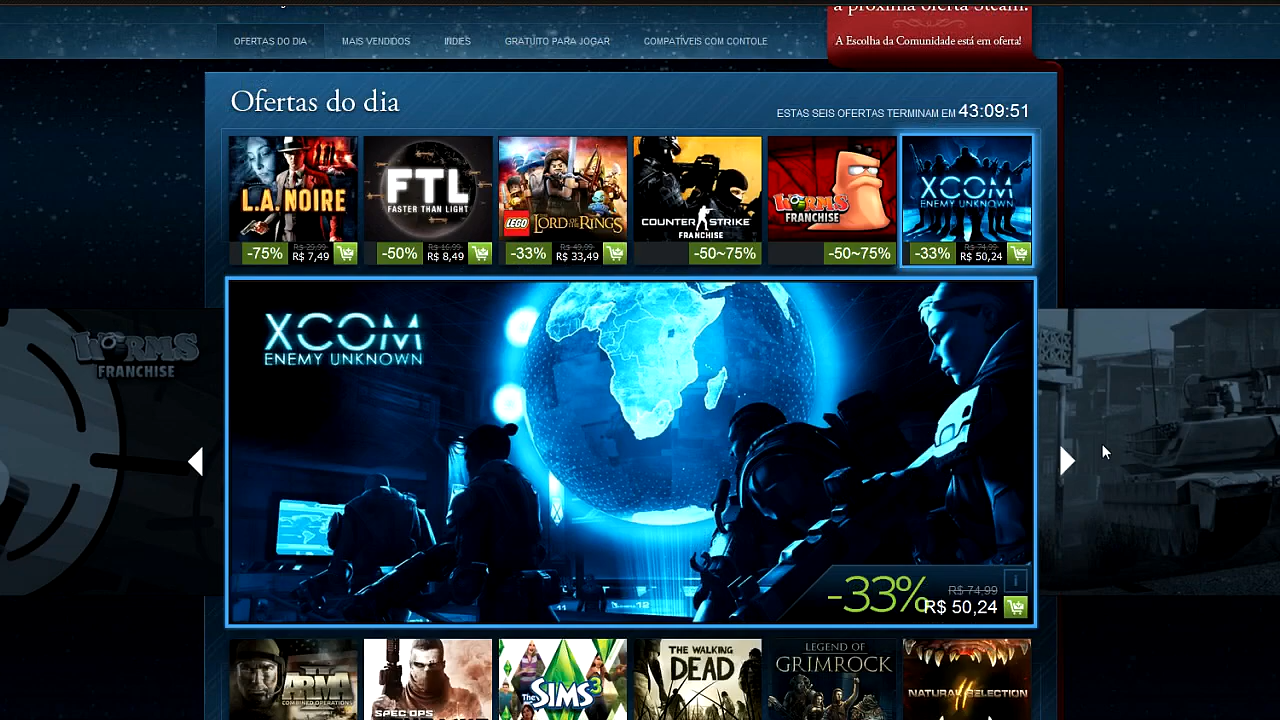 a próxima oferta Steam!
OFERTAS DO DIA MAIS VENDIDOS INDIES GRATUITO PARA JOGAR COMPATÍVEIS COM CONTOLE
A Escolha da Comunidade está em oferta!
Ofertas do dia
ESTAS SEIS OFERTAS TERMINAM EM 43:09:51
L.A. NOIRE
FTL
FASTER THAN LIGHT
LEGO LORD OF THE RINGS
COUNTER STRIKE
FRANCHISE
WORMS
FRANCHISE
XCOM
ENEMY UNKNOWN
-75% R$ 29,99 R$ 7,49
-50% R$ 16,99 R$ 8,49
-33% R$ 49,99 R$ 33,49
-50~75%
-50~75%
-33% R$ 74,99 R$ 50,24
WORMS
FRANCHISE
XCOM
ENEMY UNKNOWN
-33% R$ 74,99
R$ 50,24
ARMA II
COMBINED OPERATIONS
SPEC OPS
The SIMS 3
THE WALKING
DEAD
LEGEND OF
GRIMROCK
NATURAL SELECTION